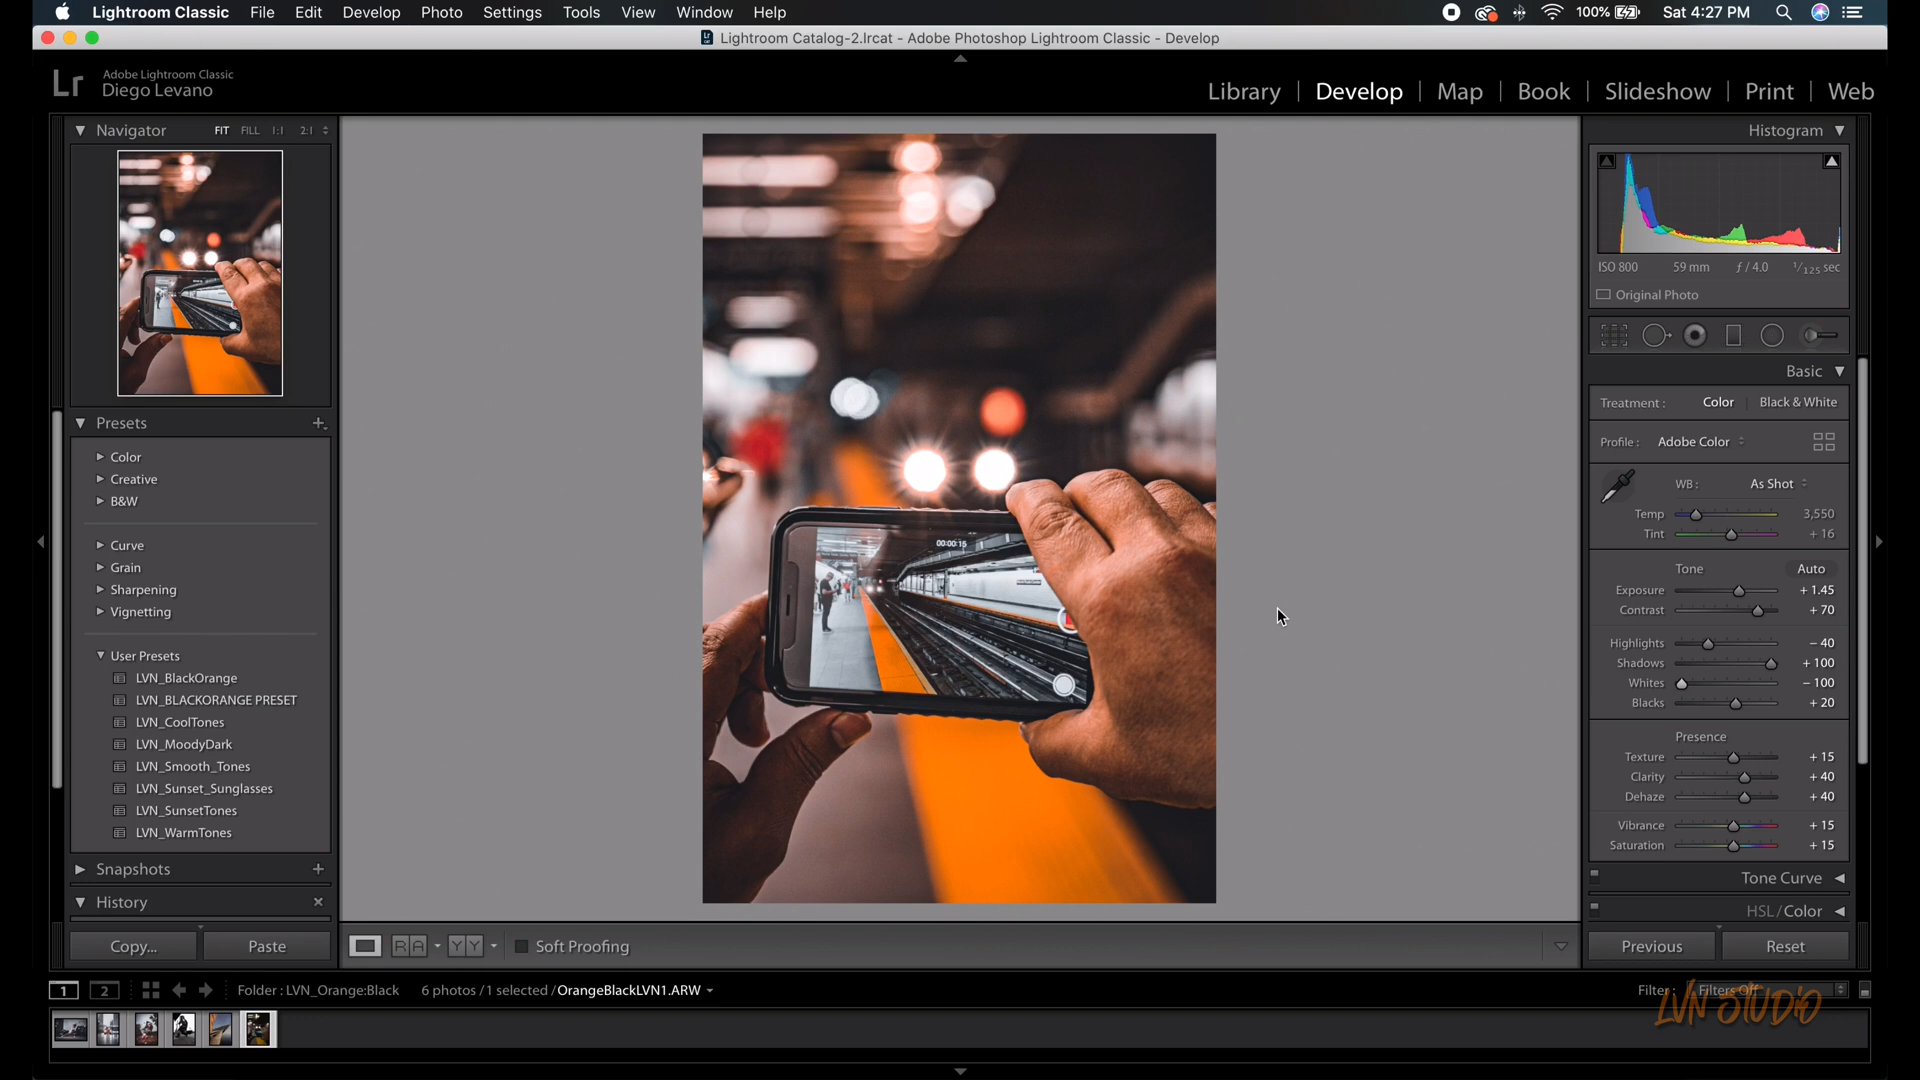 Lightroom Classic File Edit Develop Photo Settings Tools View Window Help 100% Sat 4:27 PM
Lightroom Catalog-2.lrcat - Adobe Photoshop Lightroom Classic - Develop
Lr Adobe Lightroom Classic
Diego Levano
Library | Develop | Map | Book | Slideshow | Print | Web
Navigator FIT FILL 1:1 2:1
Presets
Color
Creative
B&W
Curve
Grain
Sharpening
Vignetting
User Presets
LVN_BlackOrange
LVN_BLACKORANGE PRESET
LVN_CoolTones
LVN_MoodyDark
LVN_Smooth_Tones
LVN_Sunset_Sunglasses
LVN_SunsetTones
LVN_WarmTones
Snapshots
History
Copy... Paste
00:00:15
RA YY Soft Proofing
Histogram
ISO 800 59 mm ƒ / 4.0 1/125 sec
Original Photo
Basic
Treatment : Color Black & White
Profile : Adobe Color
WB : As Shot
Temp 3,550
Tint + 16
Tone Auto
Exposure + 1.45
Contrast + 70
Highlights – 40
Shadows + 100
Whites – 100
Blacks + 20
Presence
Texture + 15
Clarity + 40
Dehaze + 40
Vibrance + 15
Saturation + 15
Tone Curve
HSL / Color
Previous Reset
1 2 Folder : LVN_Orange:Black 6 photos / 1 selected / OrangeBlackLVN1.ARW Filter : Filters Off
LVN STUDIO